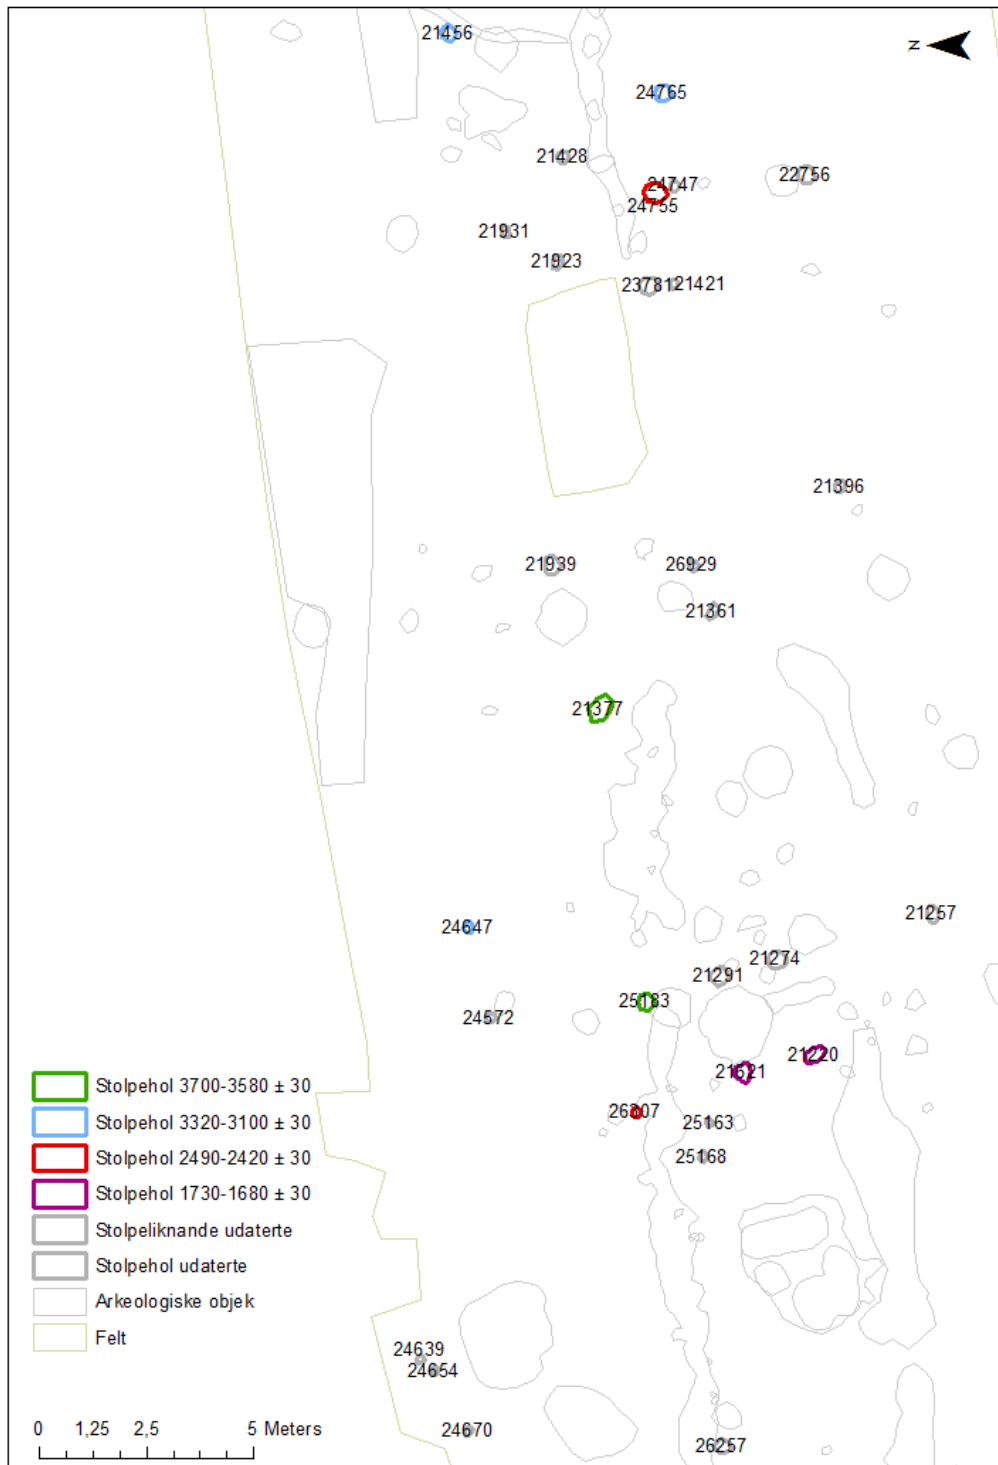 21456
N
24765
21428
24747
22756
24755
21931
21923
23781 21421
21396
21939
26929
21361
21377
24647
21257
21274
21291
25183
24572
21220
21521
26307
25163
25168
24639
24654
24670
26257
Stolpehol 3700-3580 ± 30
Stolpehol 3320-3100 ± 30
Stolpehol 2490-2420 ± 30
Stolpehol 1730-1680 ± 30
Stolpeliknande udaterte
Stolpehol udaterte
Arkeologiske objek
Felt
0 1,25 2,5 5 Meters